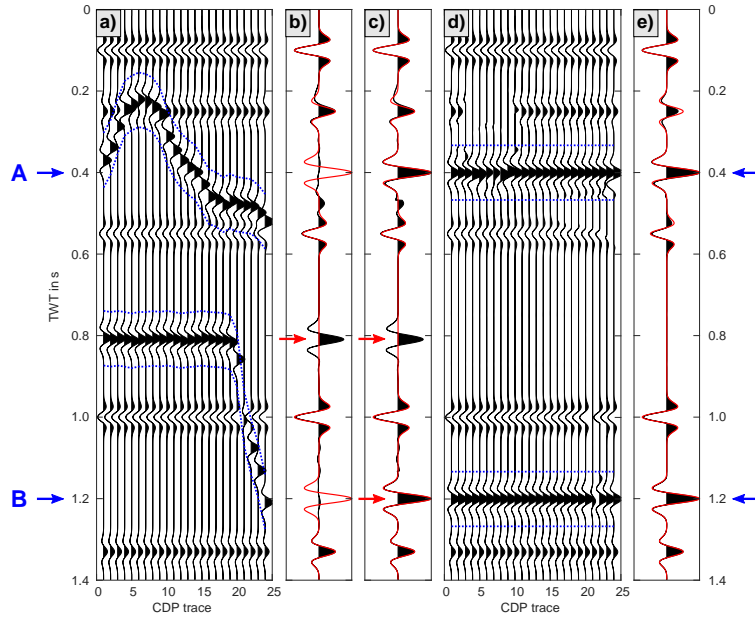 a) b) c) d) e)
0 0
0.2 0.2
A 0.4 0.4
0.6 0.6
TWT in s
0.8 0.8
1.0 1.0
B 1.2 1.2
1.4 1.4
0 5 10 15 20 25 0 5 10 15 20 25
CDP trace CDP trace